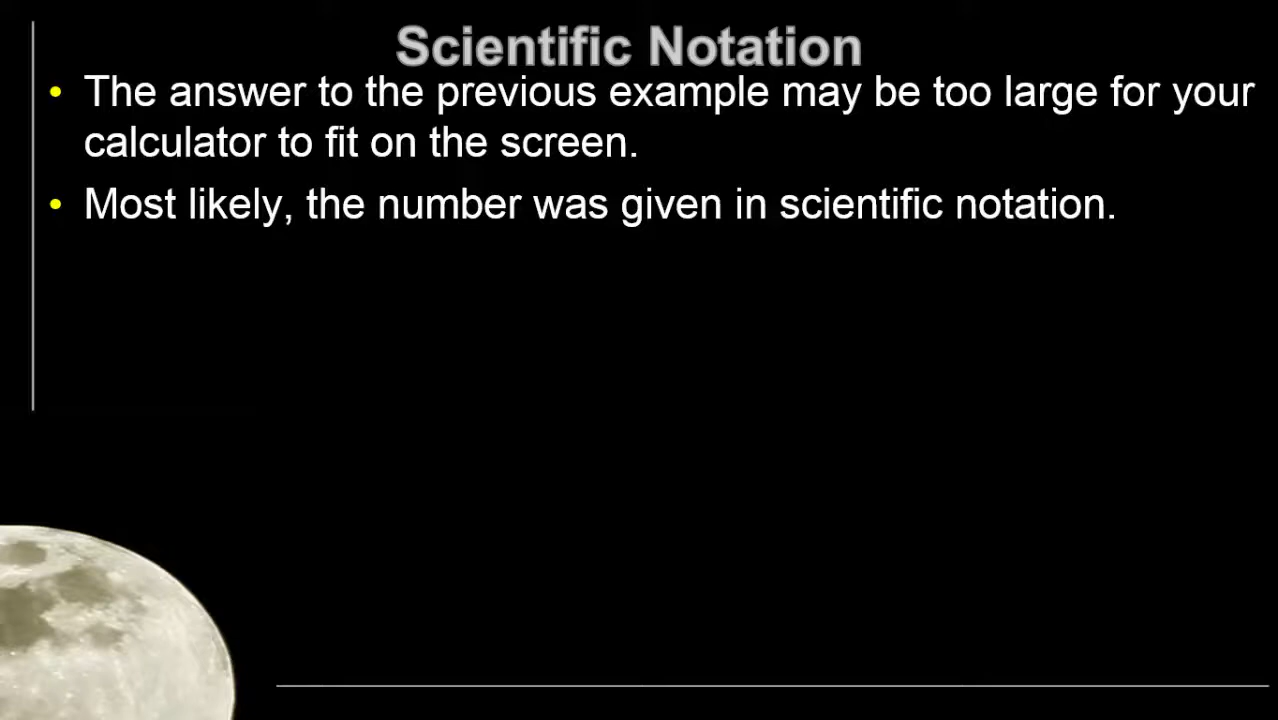 Scientific Notation
• The answer to the previous example may be too large for your
calculator to fit on the screen.
• Most likely, the number was given in scientific notation.